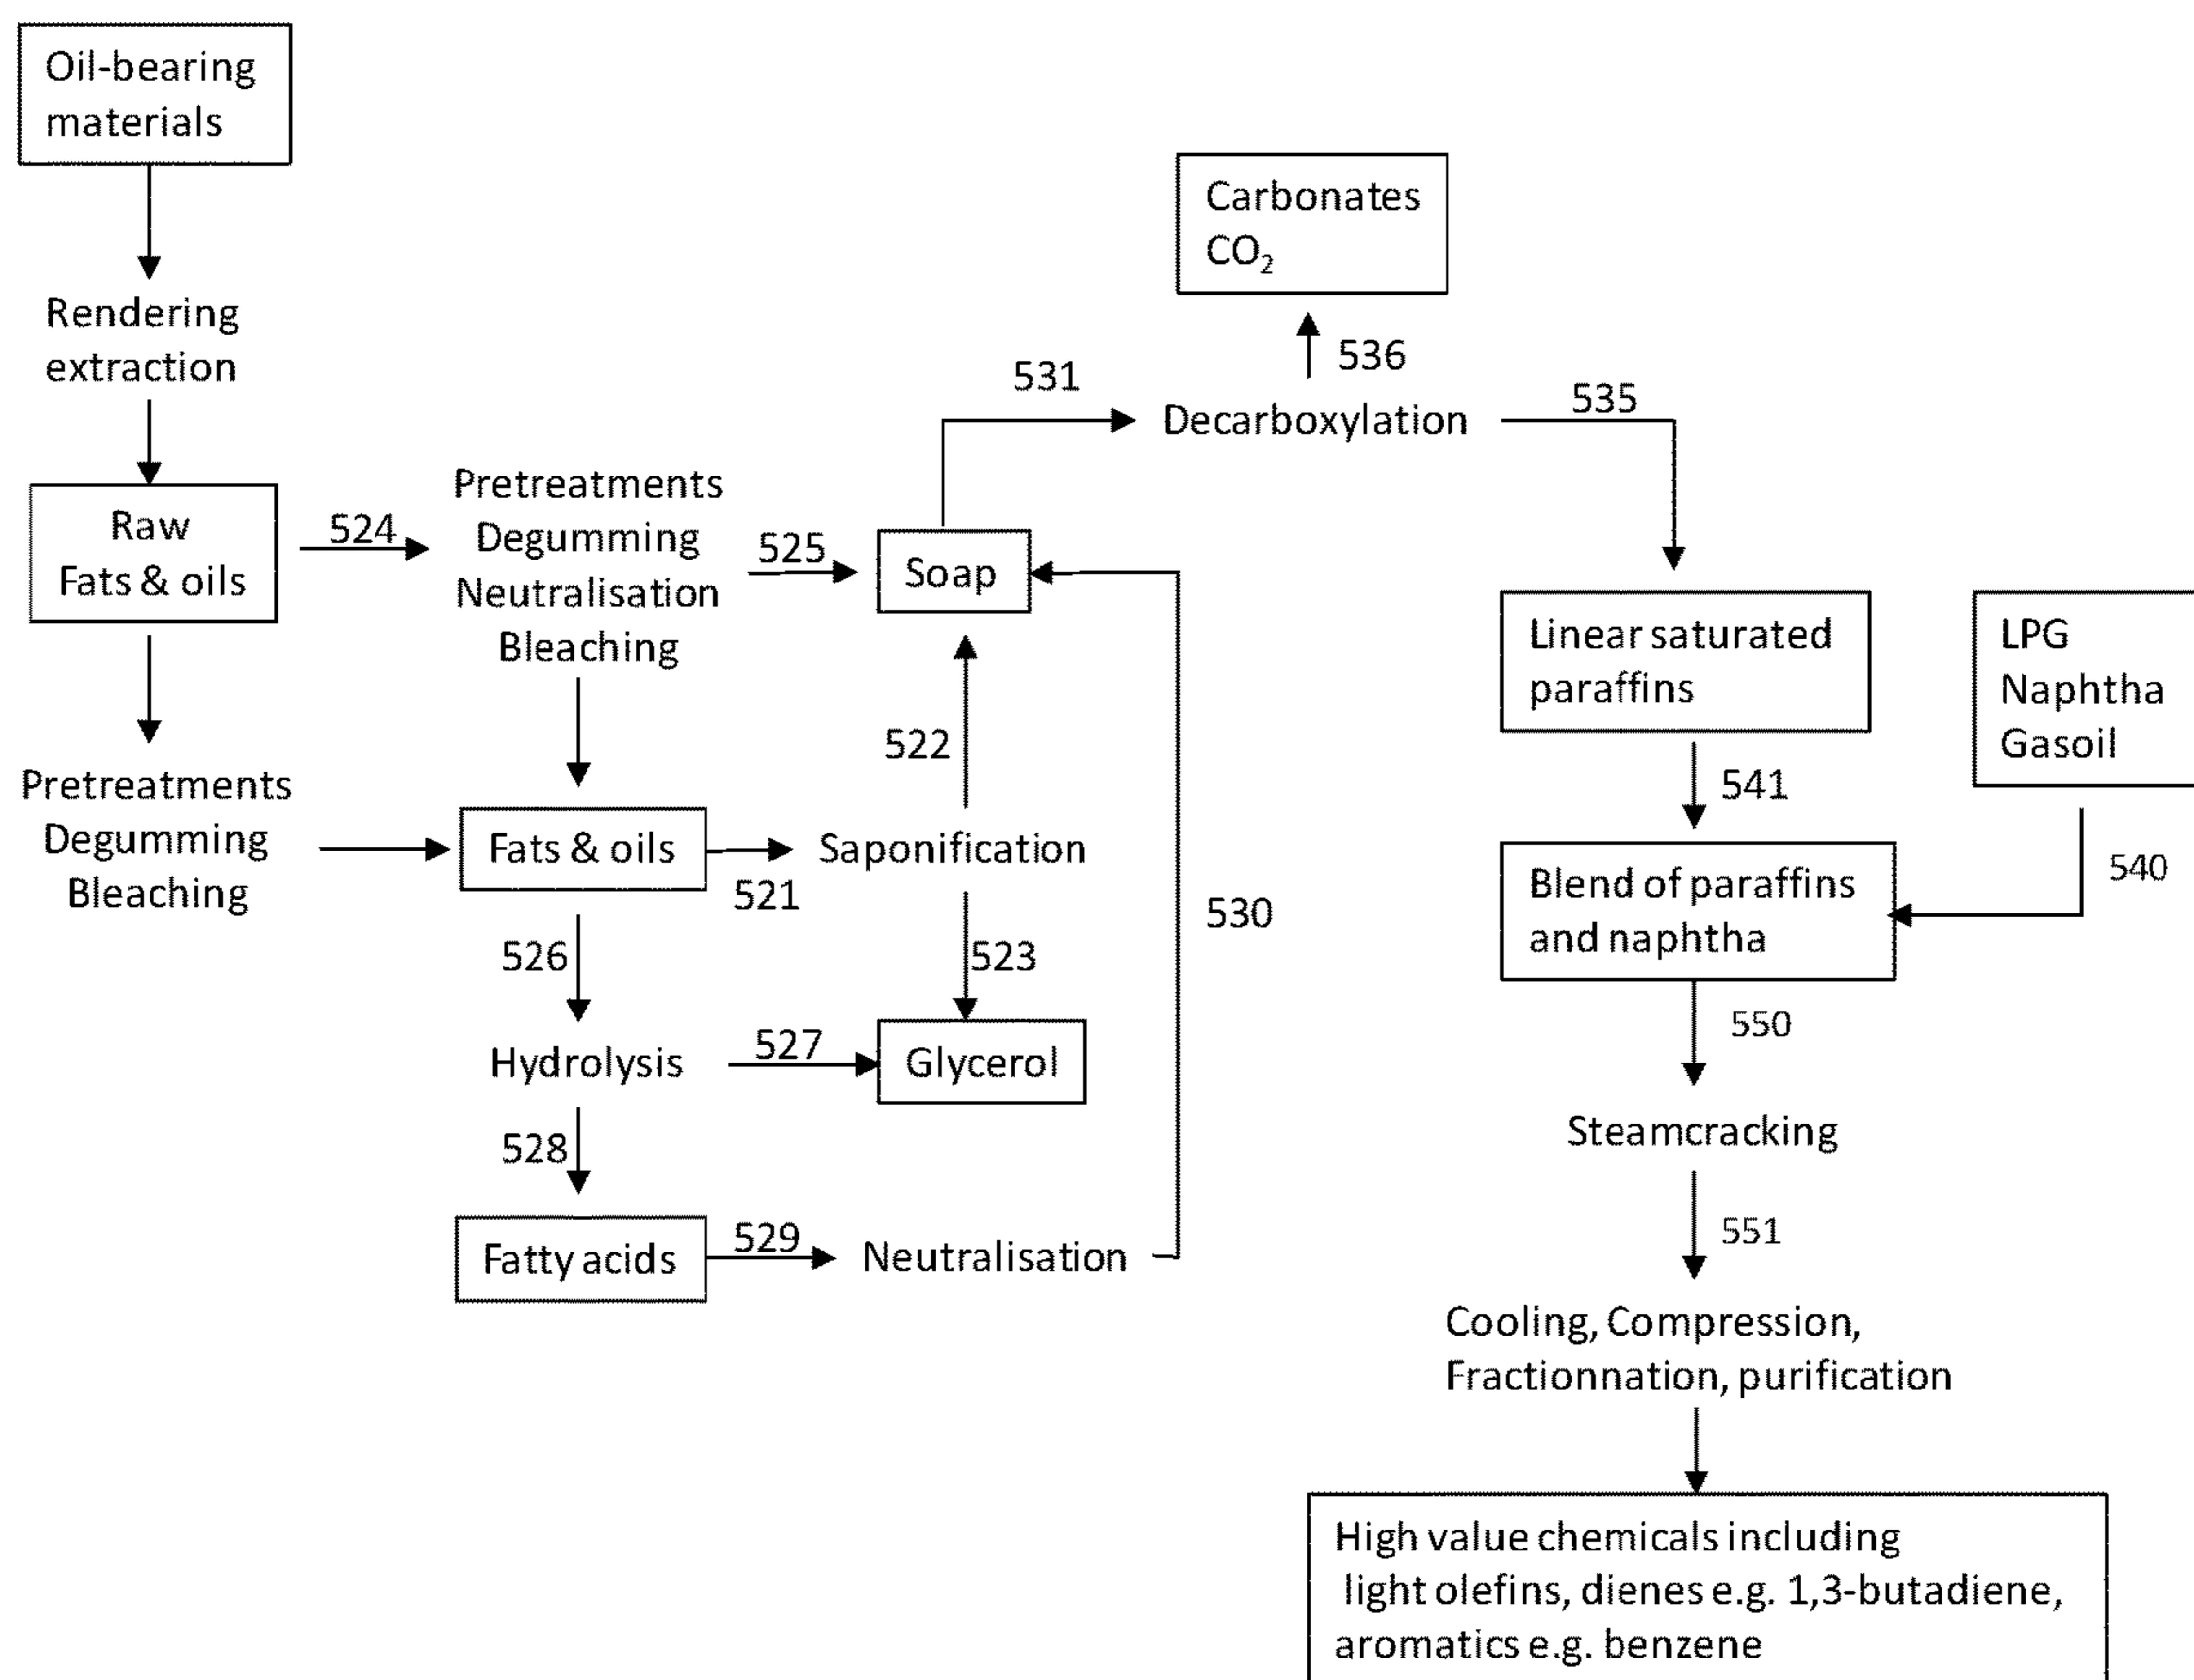 Oil-bearing
materials
Rendering
extraction
Raw
Fats & oils
524
Pretreatments
Degumming
Neutralisation
Bleaching
525
Soap
Pretreatments
Degumming
Bleaching
Fats & oils
521
Saponification
522
523
526
Hydrolysis
527
Glycerol
528
Fatty acids
529
Neutralisation
530
531
Decarboxylation
536
Carbonates
CO₂
535
Linear saturated
paraffins
541
LPG
Naphtha
Gasoil
540
Blend of paraffins
and naphtha
550
Steamcracking
551
Cooling, Compression,
Fractionnation, purification
High value chemicals including
light olefins, dienes e.g. 1,3-butadiene,
aromatics e.g. benzene